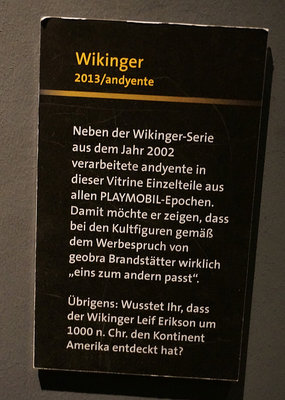 Wikinger
2013/andyente
Neben der Wikinger-Serie
aus dem Jahr 2002
verarbeitete andyente in
dieser Vitrine Einzelteile aus
allen PLAYMOBIL-Epochen.
Damit möchte er zeigen, dass
bei den Kultfiguren gemäß
dem Werbespruch von
geobra Brandstätter wirklich
„eins zum andern passt“.
Übrigens: Wusstet Ihr, dass
der Wikinger Leif Erikson um
1000 n. Chr. den Kontinent
Amerika entdeckt hat?